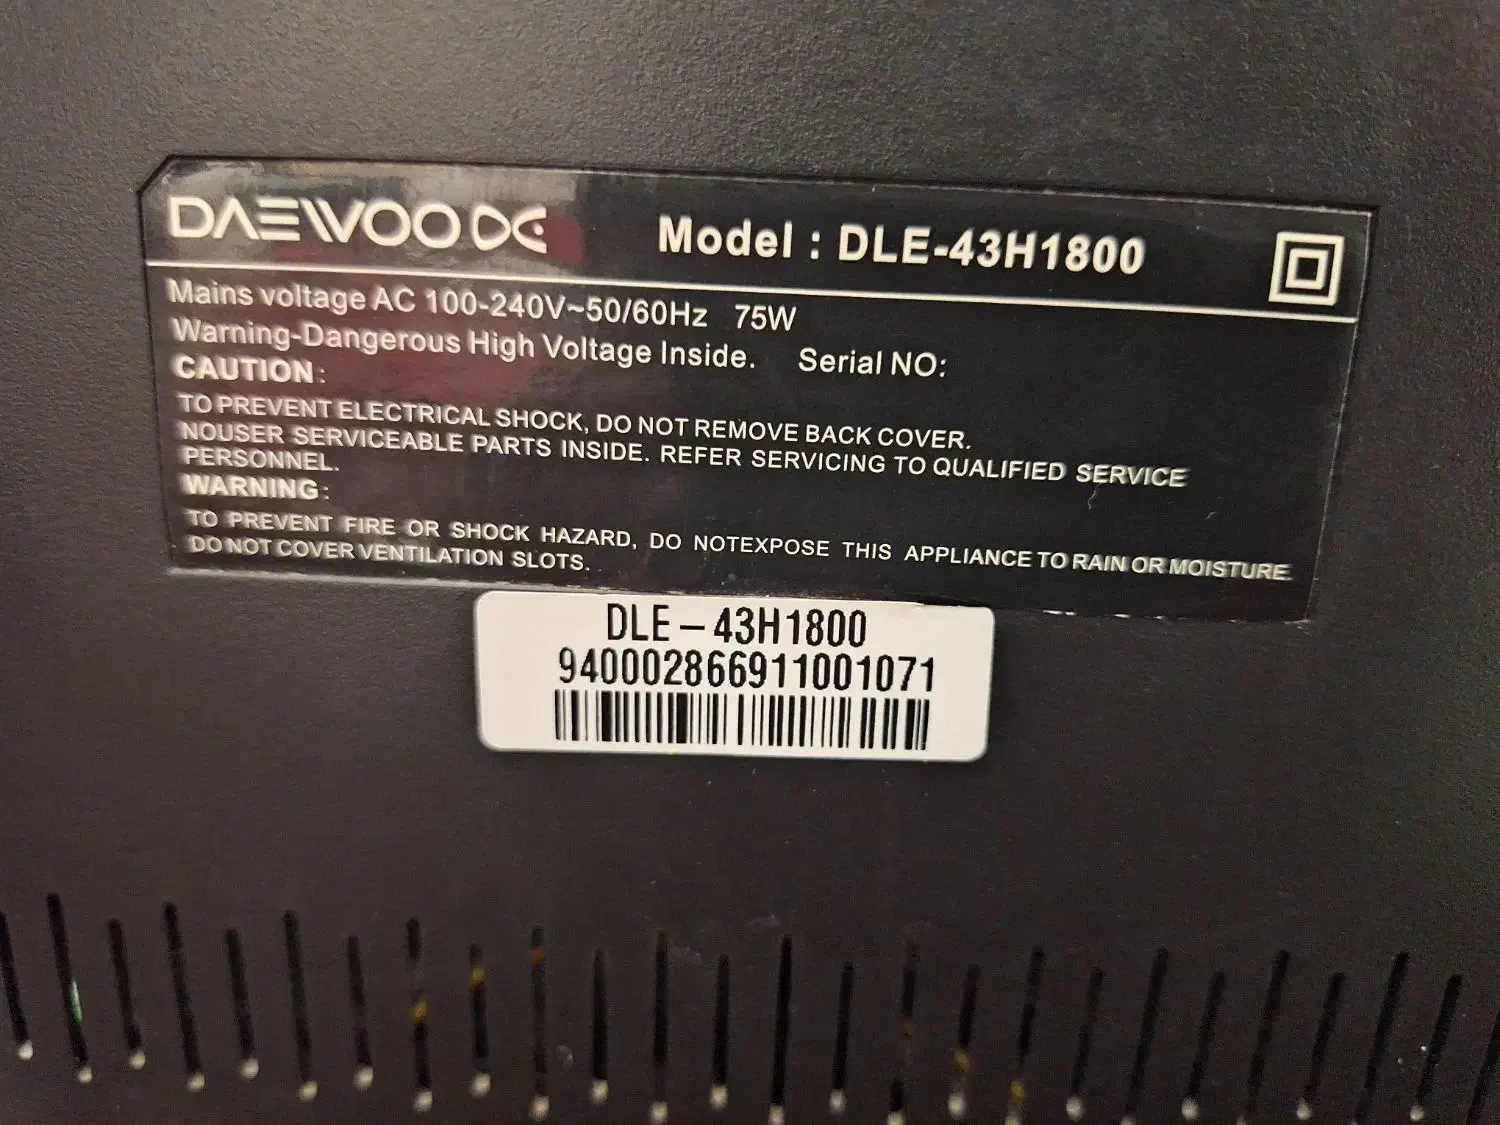 DAEWOO
Model : DLE-43H1800
Mains voltage AC 100-240V~50/60Hz 75W
Warning-Dangerous High Voltage Inside. Serial NO:
CAUTION:
TO PREVENT ELECTRICAL SHOCK, DO NOT REMOVE BACK COVER.
NOUSER SERVICEABLE PARTS INSIDE. REFER SERVICING TO QUALIFIED SERVICE
PERSONNEL.
WARNING:
TO PREVENT FIRE OR SHOCK HAZARD, DO NOTEXPOSE THIS APPLIANCE TO RAIN OR MOISTURE.
DO NOT COVER VENTILATION SLOTS.
DLE-43H1800
940002866911001071